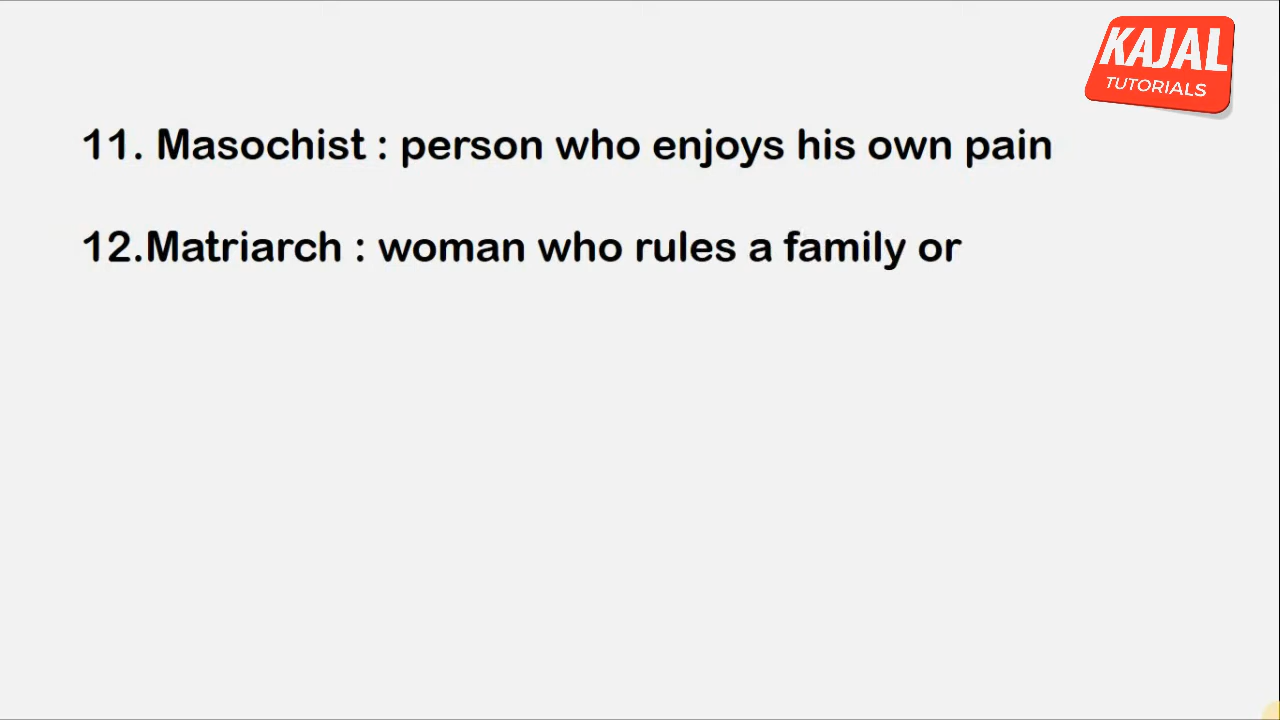 KAJAL
TUTORIALS
11. Masochist : person who enjoys his own pain
12.Matriarch : woman who rules a family or